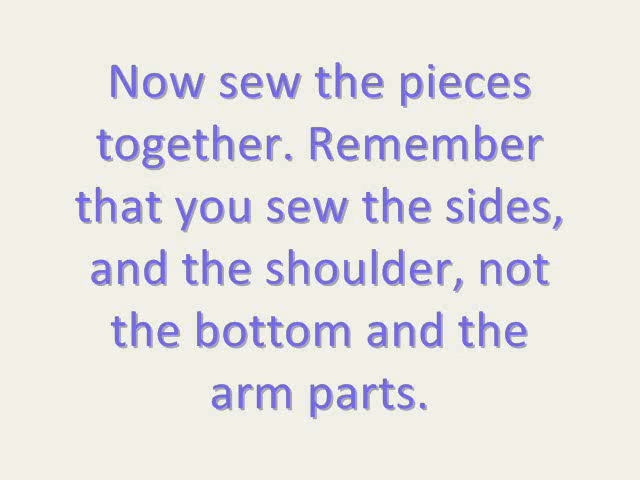 Now sew the pieces
together. Remember
that you sew the sides,
and the shoulder, not
the bottom and the
arm parts.